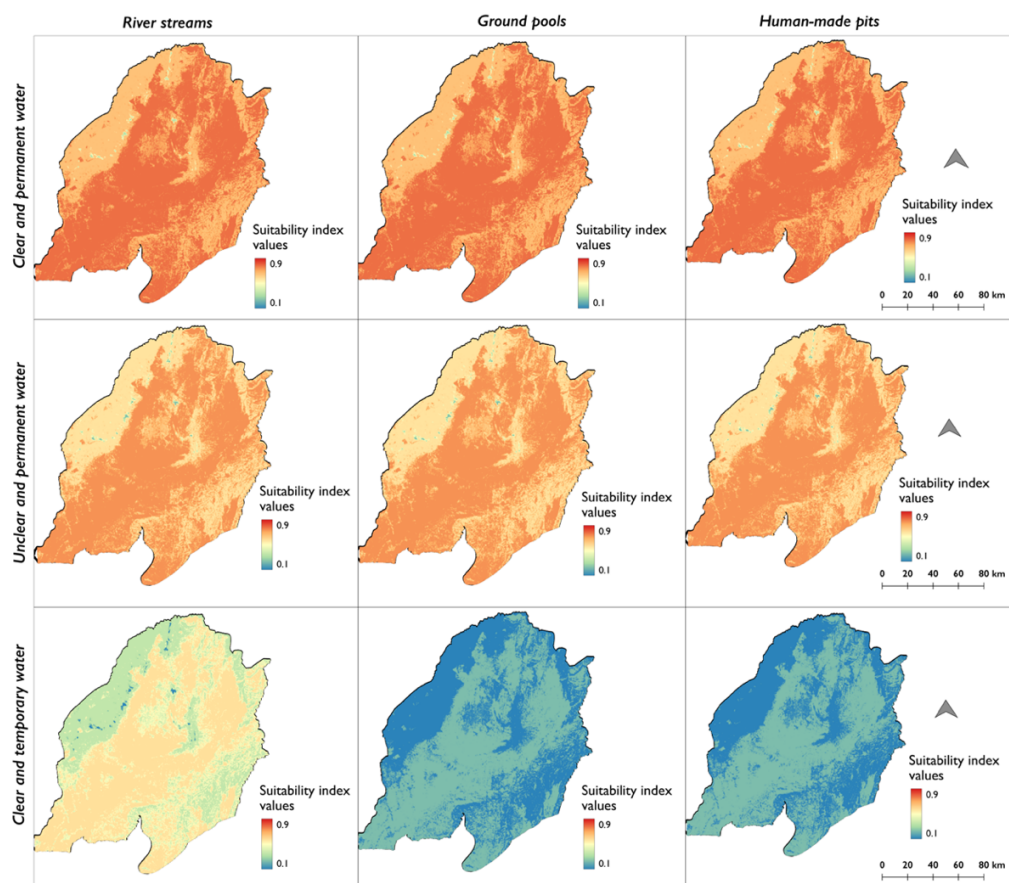 River streams
Ground pools
Human-made pits
Clear and permanent water
Suitability index
values
0.9
0.1
Suitability index
values
0.9
0.1
Suitability index
values
0.9
0.1
0 20 40 60 80 km
Unclear and permanent water
Suitability index
values
0.9
0.1
Suitability index
values
0.9
0.1
Suitability index
values
0.9
0.1
0 20 40 60 80 km
Clear and temporary water
Suitability index
values
0.9
0.1
Suitability index
values
0.9
0.1
Suitability index
values
0.9
0.1
0 20 40 60 80 km